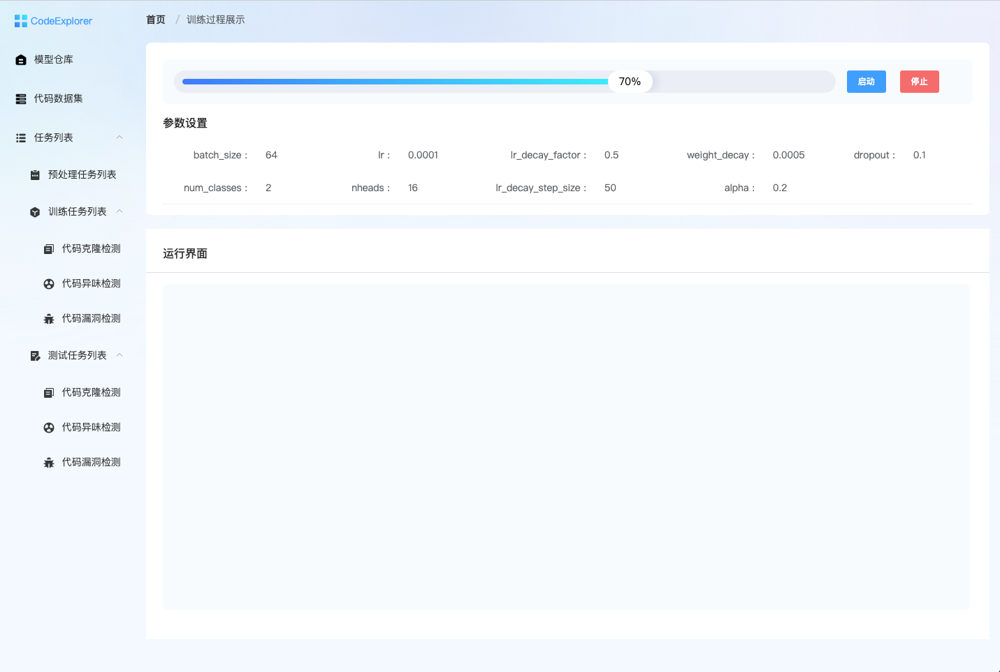 CodeExplorer
首页 / 训练过程展示
模型仓库
代码数据集
任务列表
预处理任务列表
训练任务列表
代码克隆检测
代码异味检测
代码漏洞检测
测试任务列表
代码克隆检测
代码异味检测
代码漏洞检测
70%
启动
停止
参数设置
batch_size : 64 lr : 0.0001 lr_decay_factor : 0.5 weight_decay : 0.0005 dropout : 0.1
num_classes : 2 nheads : 16 lr_decay_step_size : 50 alpha : 0.2
运行界面